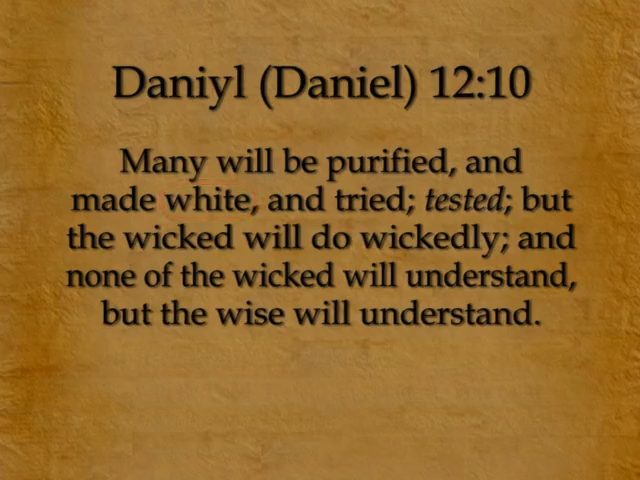 Daniyl (Daniel) 12:10
Many will be purified, and
made white, and tried; tested; but
the wicked will do wickedly; and
none of the wicked will understand,
but the wise will understand.